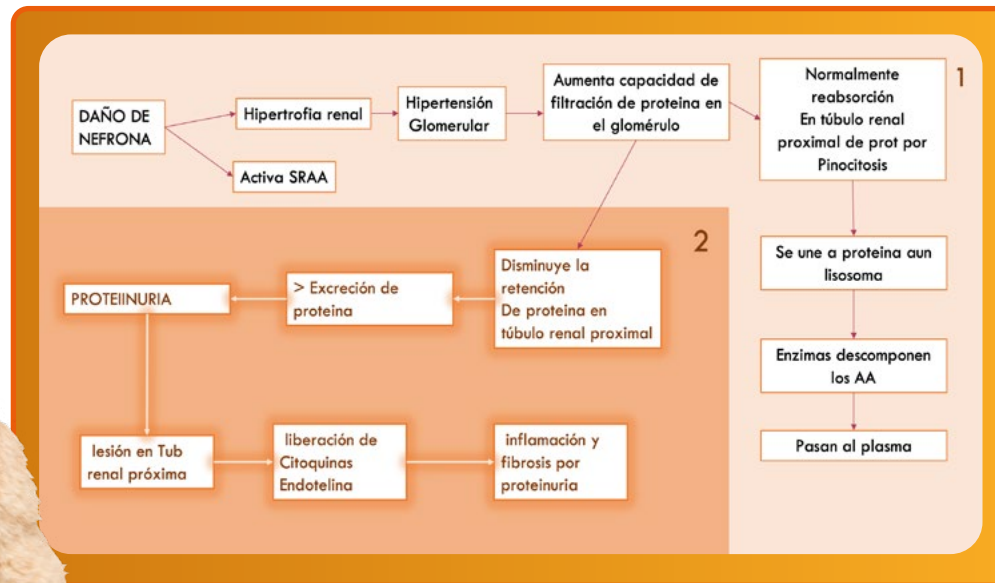 DAÑO DE
NEFRONA
Hipertrofia renal
Activa SRAA
Hipertensión
Glomerular
Aumenta capacidad de
filtración de proteina en
el glomérulo
1
Normalmente
reabsorción
En túbulo renal
proximal de prot por
Pinocitosis
Se une a proteina aun
lisosoma
Enzimas descomponen
los AA
Pasan al plasma
2
Disminuye la
retención
De proteina en
túbulo renal proximal
> Excreción de
proteina
PROTEIINURIA
lesión en Tub
renal próxima
liberación de
Citoquinas
Endotelina
inflamación y
fibrosis por
proteinuria